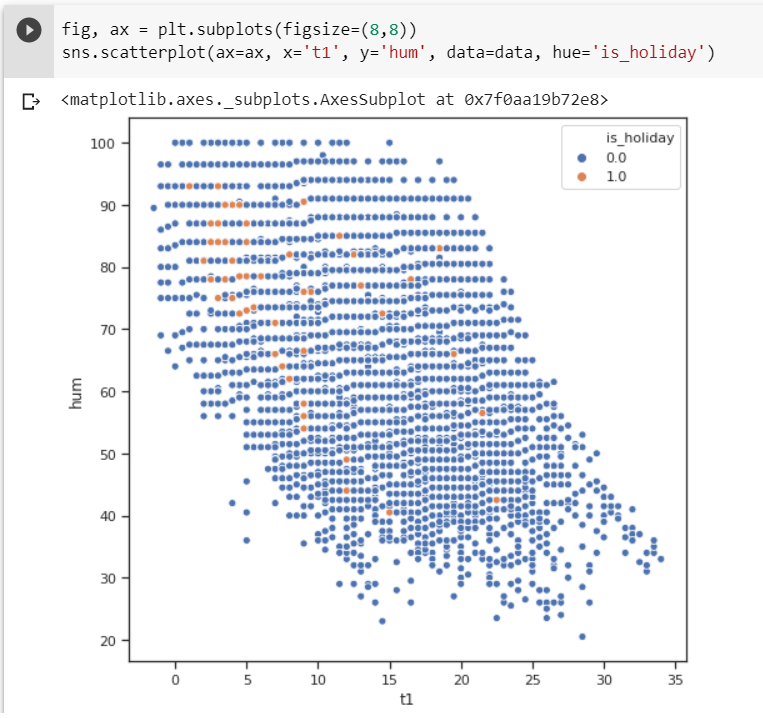 fig, ax = plt.subplots(figsize=(8,8))
sns.scatterplot(ax=ax, x='t1', y='hum', data=data, hue='is_holiday')
<matplotlib.axes._subplots.AxesSubplot at 0x7f0aa19b72e8>
is_holiday
0.0
1.0
100
90
80
70
60
50
40
30
20
hum
0 5 10 15 20 25 30 35
t1